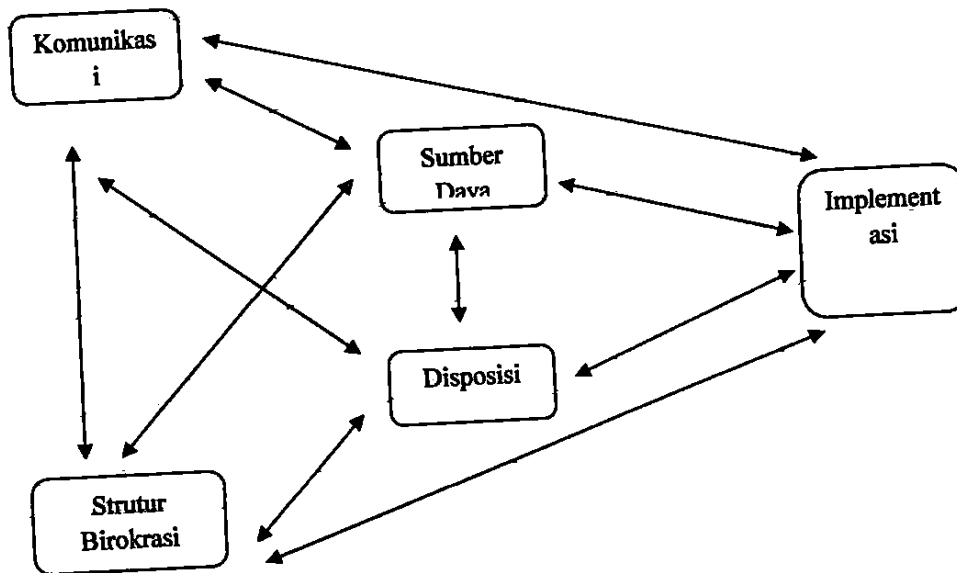 Komunikas
i
Sumber
Daya
Implement
asi
Disposisi
Strutur
Birokrasi